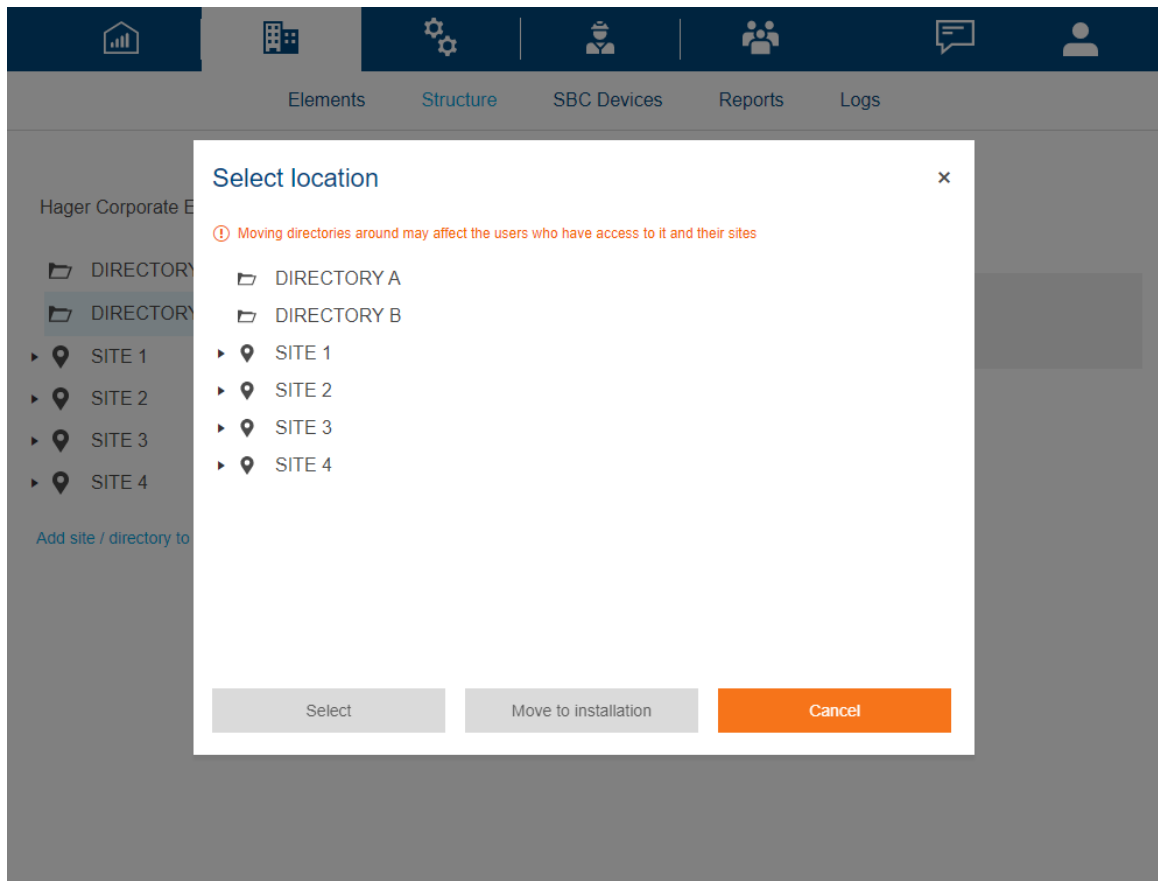 Elements Structure SBC Devices Reports Logs
Select location
×
Hager Corporate E
Moving directories around may affect the users who have access to it and their sites
DIRECTORY
DIRECTORY A
DIRECTORY
DIRECTORY B
SITE 1
SITE 1
SITE 2
SITE 2
SITE 3
SITE 3
SITE 4
SITE 4
Add site / directory to
Select Move to installation Cancel